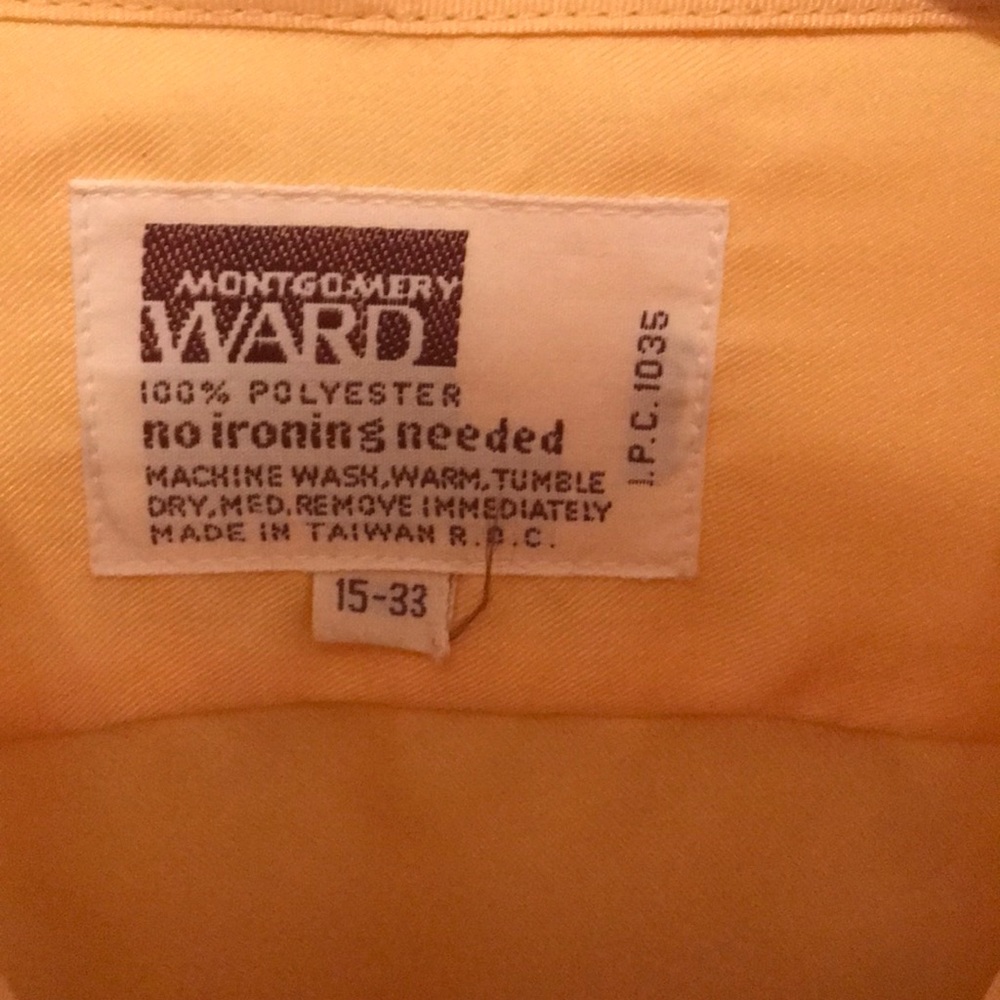 MONTGOMERY
WARD
100% POLYESTER
no ironing needed
MACHINE WASH, WARM, TUMBLE
DRY, MED. REMOVE IMMEDIATELY
MADE IN TAIWAN R.O.C.
I.P.C. 1035
15-33